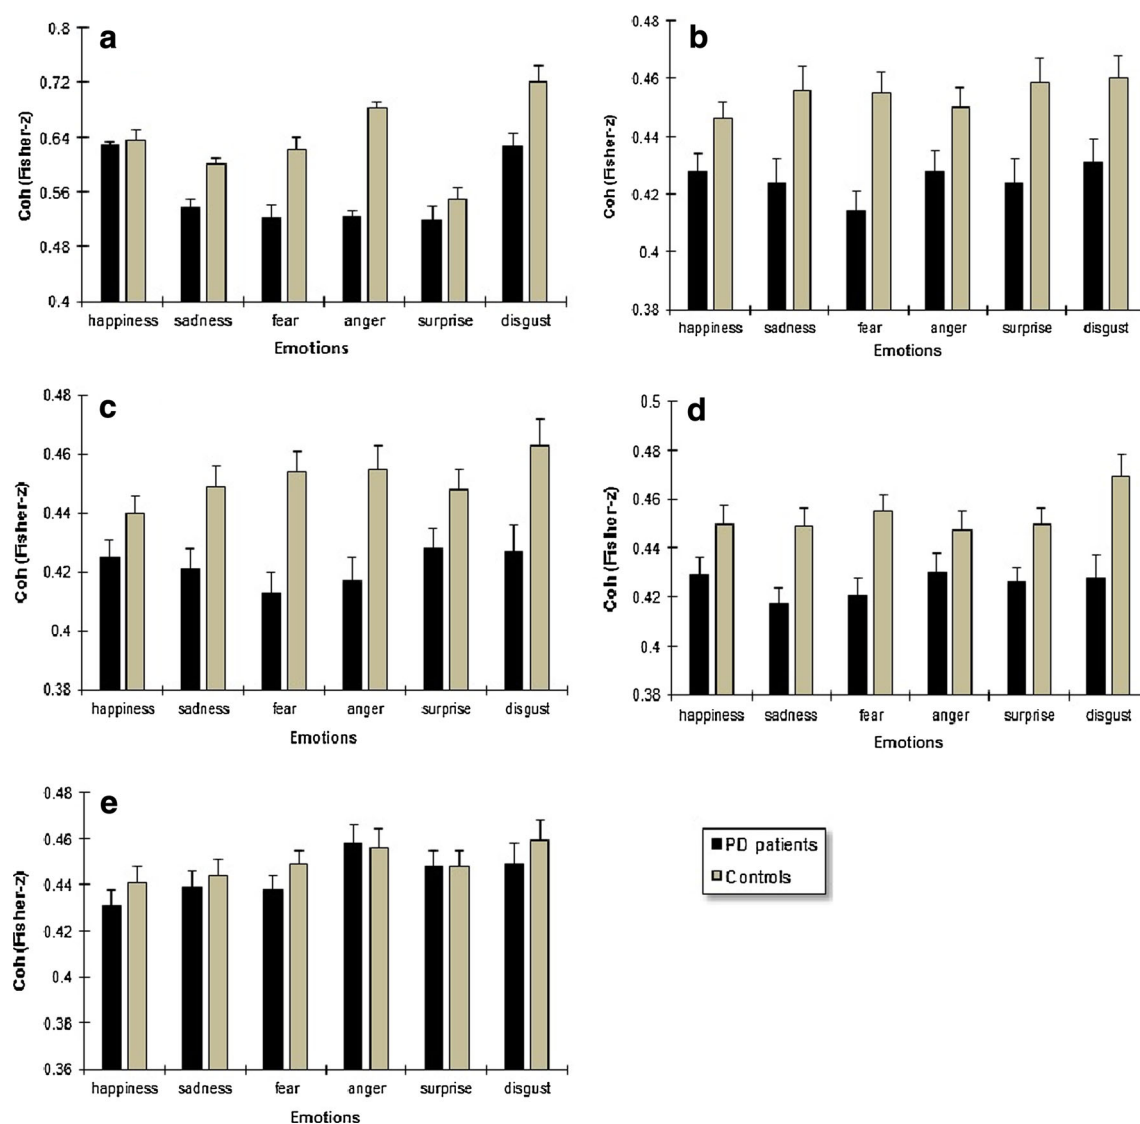 a
0.8
0.72
0.64
0.56
0.48
0.4
Coh (Fisher-z)
happiness sadness fear anger surprise disgust
Emotions
b
0.48
0.46
0.44
0.42
0.4
0.38
Coh (Fisher-z)
happiness sadness fear anger surprise disgust
Emotions
c
0.48
0.46
0.44
0.42
0.4
0.38
Coh (Fisher-z)
happiness sadness fear anger surprise disgust
Emotions
d
0.5
0.48
0.46
0.44
0.42
0.4
0.38
Coh (Fisher-z)
happiness sadness fear anger surprise disgust
Emotions
e
0.48
0.46
0.44
0.42
0.4
0.38
0.36
Coh (Fisher-z)
happiness sadness fear anger surprise disgust
Emotions
PD patients
Controls